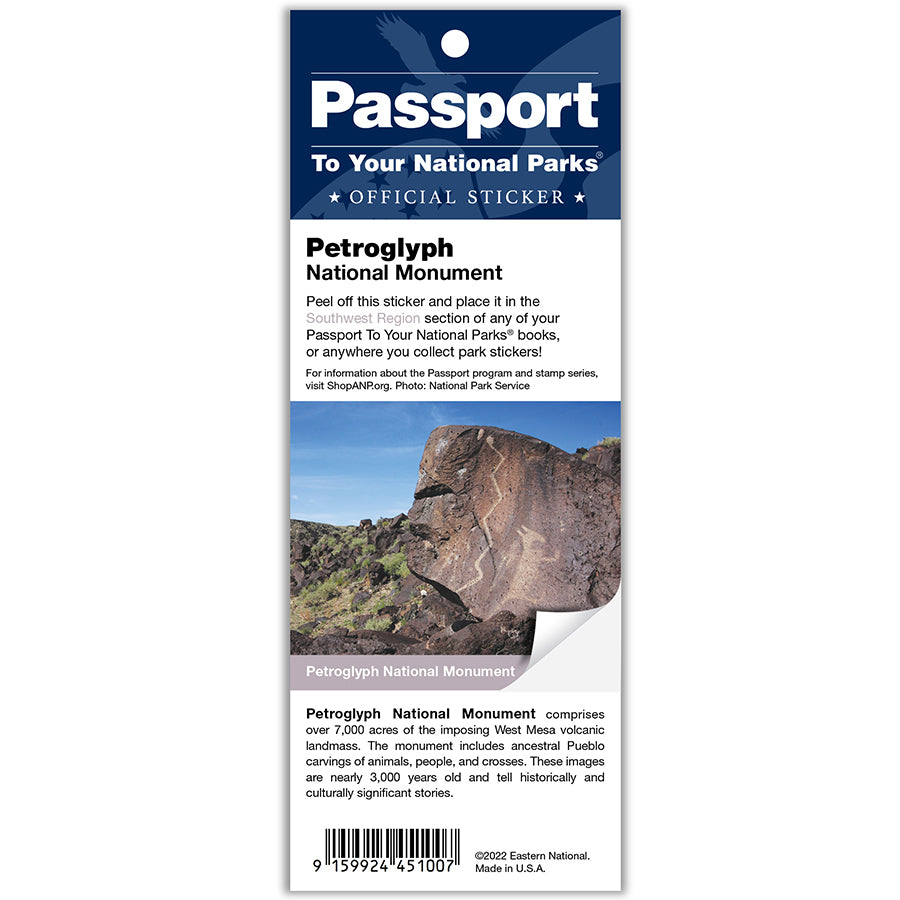 Passport
To Your National Parks®
★ OFFICIAL STICKER ★
Petroglyph
National Monument
Peel off this sticker and place it in the
Southwest Region section of any of your
Passport To Your National Parks® books,
or anywhere you collect park stickers!
For information about the Passport program and stamp series,
visit ShopANP.org. Photo: National Park Service
Petroglyph National Monument
Petroglyph National Monument comprises
over 7,000 acres of the imposing West Mesa volcanic
landmass. The monument includes ancestral Pueblo
carvings of animals, people, and crosses. These images
are nearly 3,000 years old and tell historically and
culturally significant stories.
9 159924 451007
©2022 Eastern National.
Made in U.S.A.